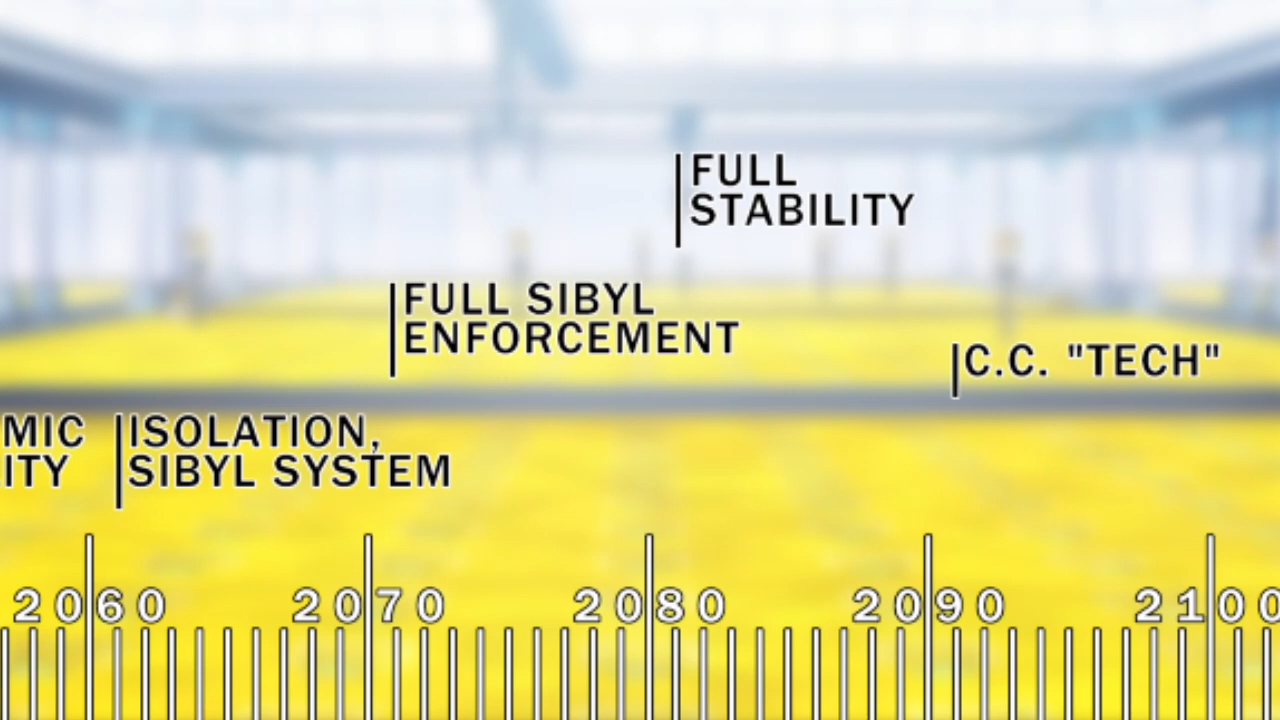 FULL
STABILITY
FULL SIBYL
ENFORCEMENT
C.C. "TECH"
MIC
ITY
ISOLATION,
SIBYL SYSTEM
2060 2070 2080 2090 2100